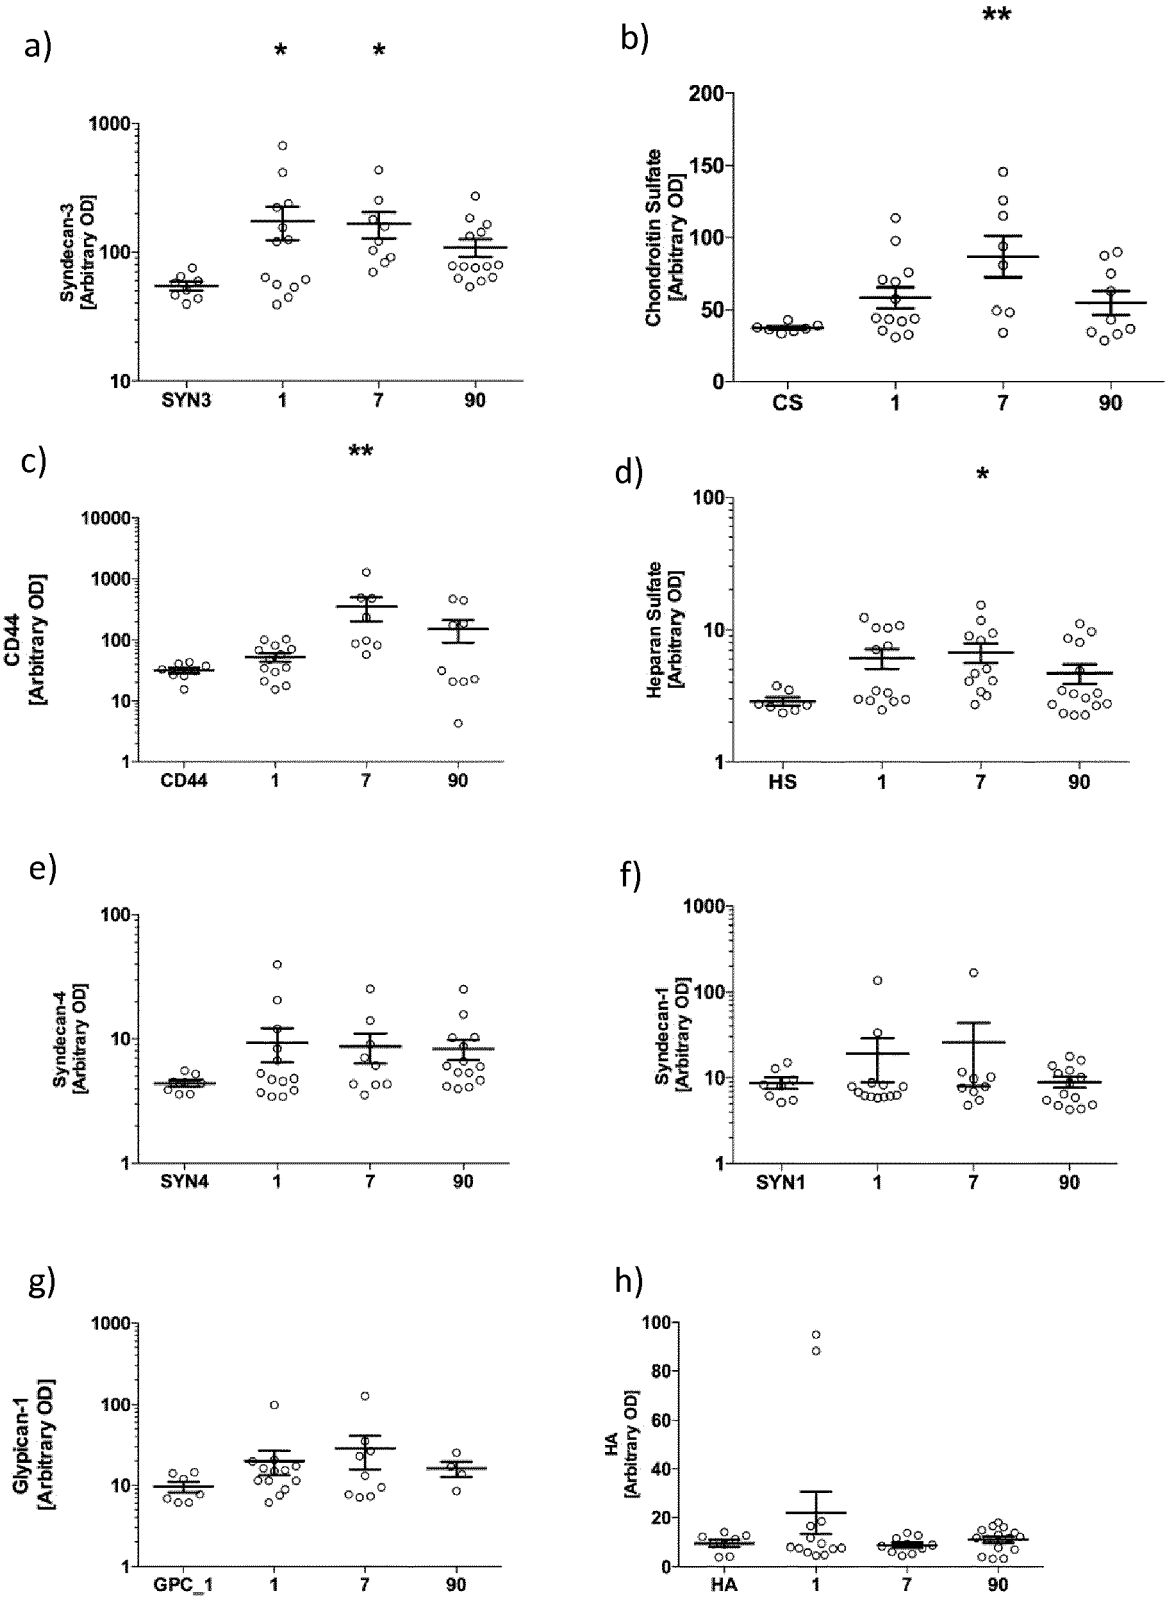 a)
* *
Syndecan-3
[Arbitrary OD]
1000
100
10
SYN3 1 7 90
b)
**
Chondroitin Sulfate
[Arbitrary OD]
200
150
100
50
0
CS 1 7 90
c)
**
CD44
[Arbitrary OD]
10000
1000
100
10
1
CD44 1 7 90
d)
*
Heparan Sulfate
[Arbitrary OD]
100
10
1
HS 1 7 90
e)
Syndecan-4
[Arbitrary OD]
100
10
1
SYN4 1 7 90
f)
Syndecan-1
[Arbitrary OD]
1000
100
10
1
SYN1 1 7 90
g)
Glypican-1
[Arbitrary OD]
1000
100
10
1
GPC_1 1 7 90
h)
HA
[Arbitrary OD]
100
80
60
40
20
0
HA 1 7 90